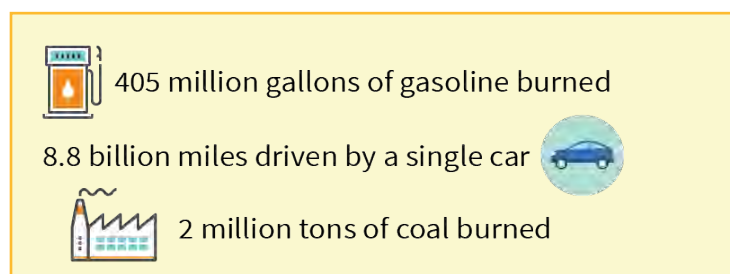 405 million gallons of gasoline burned
8.8 billion miles driven by a single car
2 million tons of coal burned